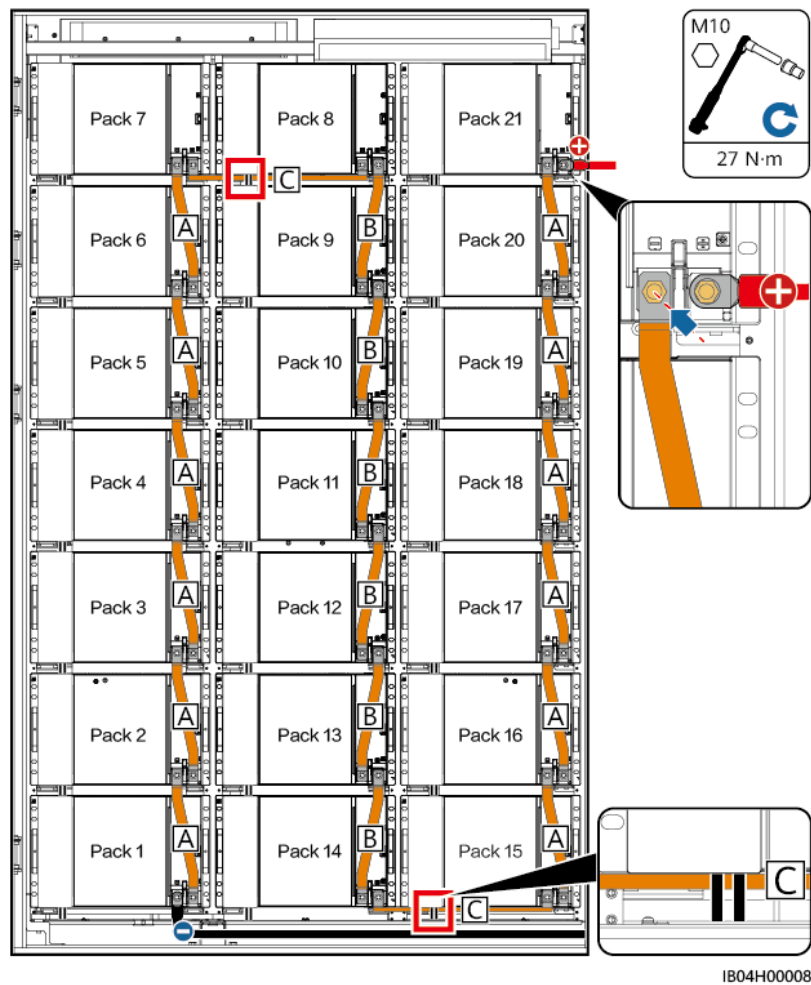 M10
27 N·m
Pack 7
Pack 8
Pack 21
C
Pack 6
A
Pack 9
B
Pack 20
A
Pack 5
A
Pack 10
B
Pack 19
A
Pack 4
A
Pack 11
B
Pack 18
A
Pack 3
A
Pack 12
B
Pack 17
A
Pack 2
A
Pack 13
B
Pack 16
A
Pack 1
A
Pack 14
B
Pack 15
A
C
C
IB04H00008